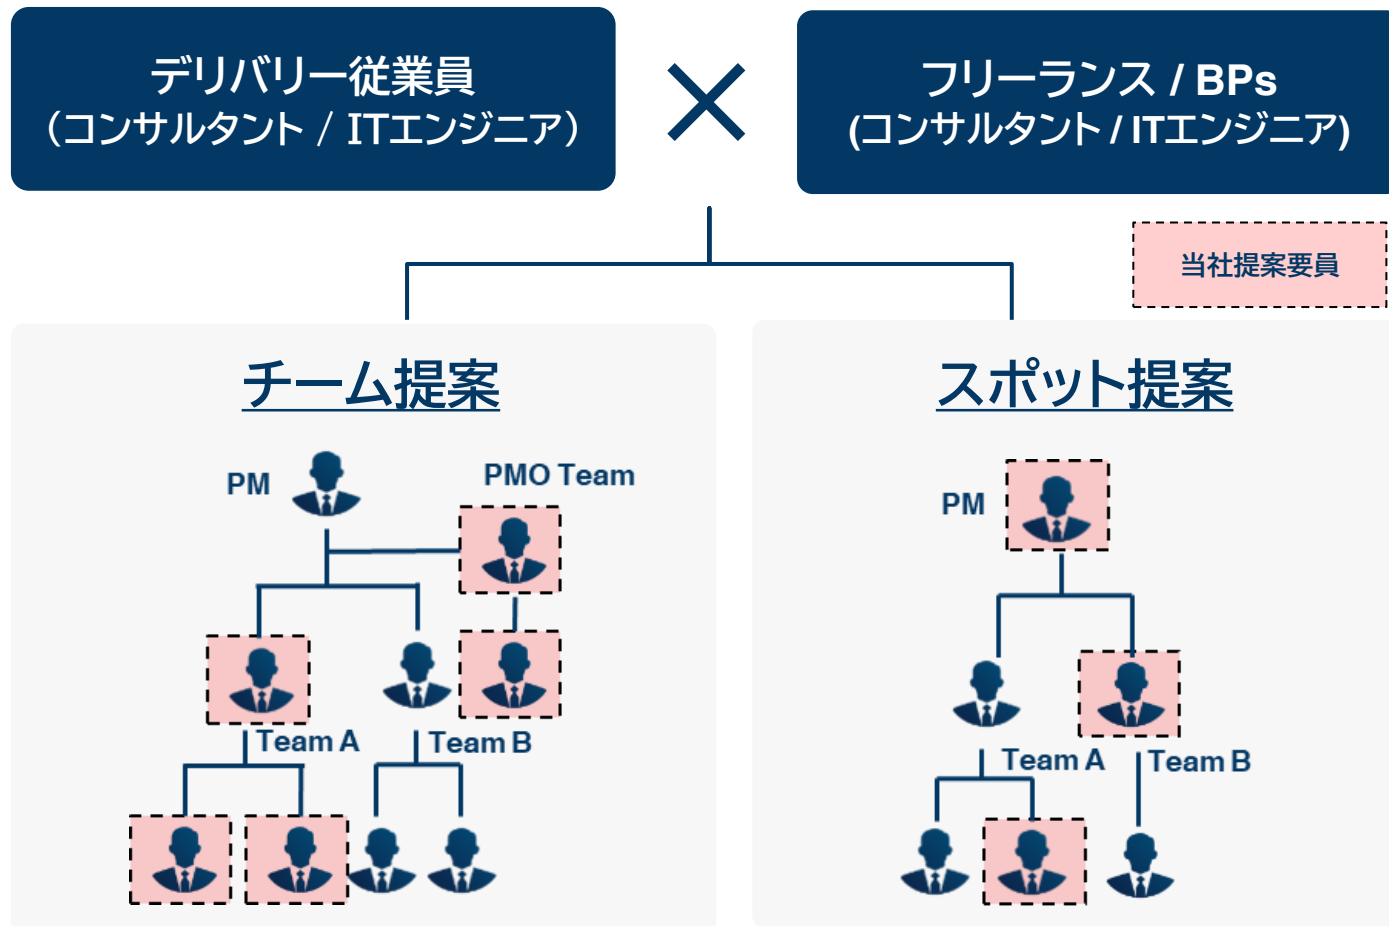 デリバリー従業員
（コンサルタント / ITエンジニア）
フリーランス / BPs
(コンサルタント / ITエンジニア)
当社提案要員
チーム提案
PM
PMO Team
Team A
Team B
スポット提案
PM
Team A
Team B